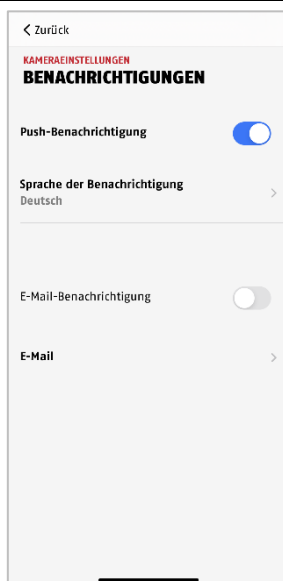 Zurück
KAMERAEINSTELLUNGEN
BENACHRICHTIGUNGEN
Push-Benachrichtigung
Sprache der Benachrichtigung
Deutsch
E-Mail-Benachrichtigung
E-Mail